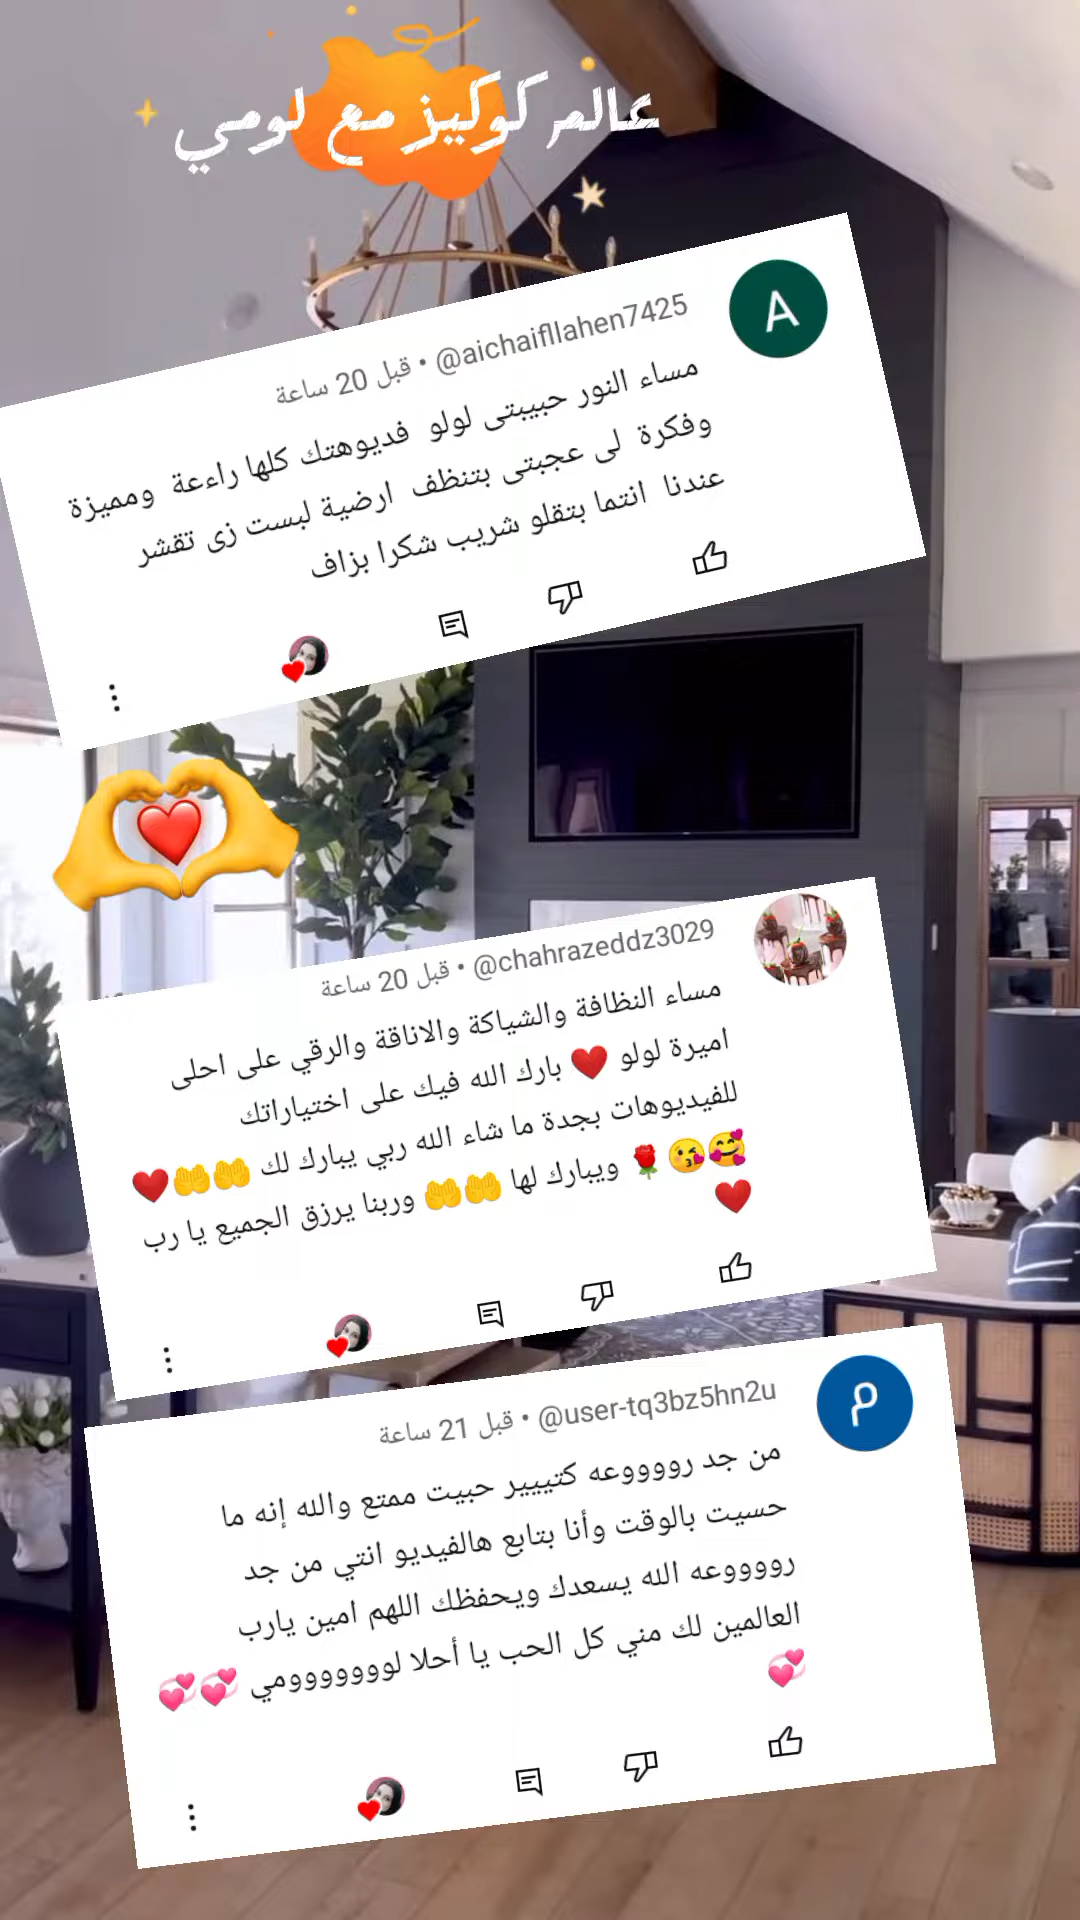 عالم كوكيز مع لومي
@aichaifllahen7425 • قبل 20 ساعة
A
مساء النور حبيبتى لولو فديوهتك كلها راءعة ومميزة
وفكرة لى عجبتى بتنظف ارضية لبست زى تقشر
عندنا انتما بتقلو شريب شكرا بزاف
@chahrazeddz3029 • قبل 20 ساعة
مساء النظافة والشياكة والاناقة والرقي على احلى
اميرة لولو ❤️ بارك الله فيك على اختياراتك
للفيديوهات بجدة ما شاء الله ربي يبارك لك 🤲🤲❤️
🥰😘🌹 ويبارك لها 🤲🤲 وربنا يرزق الجميع يا رب
❤️
@user-tq3bz5hn2u • قبل 21 ساعة
م
من جد رووووعه كتيييير حبيت ممتع والله إنه ما
حسيت بالوقت وأنا بتابع هالفيديو انتي من جد
رووووعه الله يسعدك ويحفظك اللهم امين يارب
العالمين لك مني كل الحب يا أحلا لووووووومي 💞💞
💞